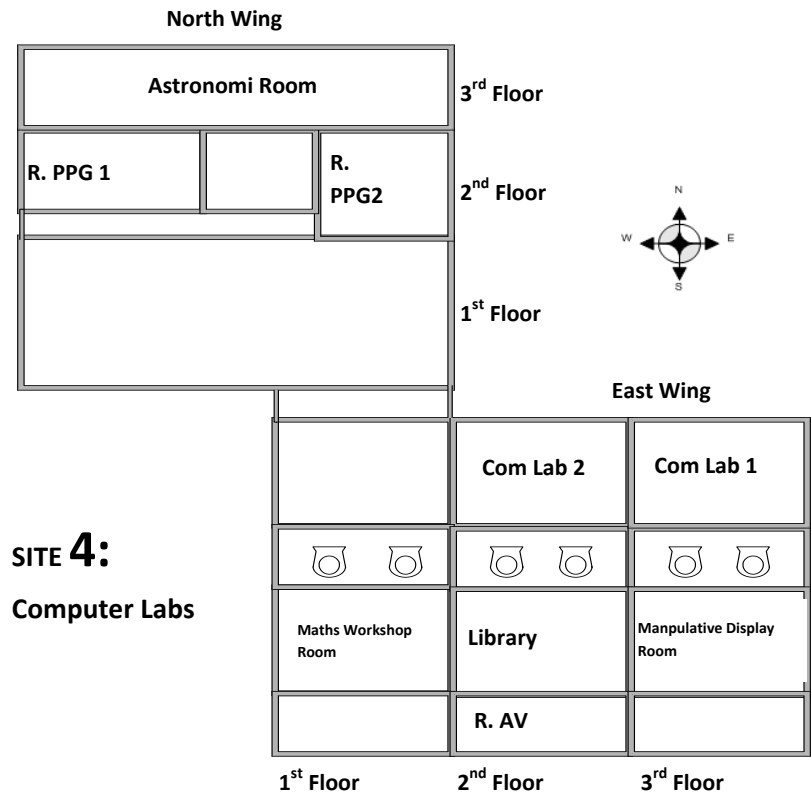 North Wing
Astronomi Room
3rd Floor
R. PPG 1
R.
PPG2
2nd Floor
N
W
E
S
1st Floor
East Wing
Com Lab 2
Com Lab 1
SITE 4:
Computer Labs
Maths Workshop
Room
Library
Manpulative Display
Room
R. AV
1st Floor
2nd Floor
3rd Floor